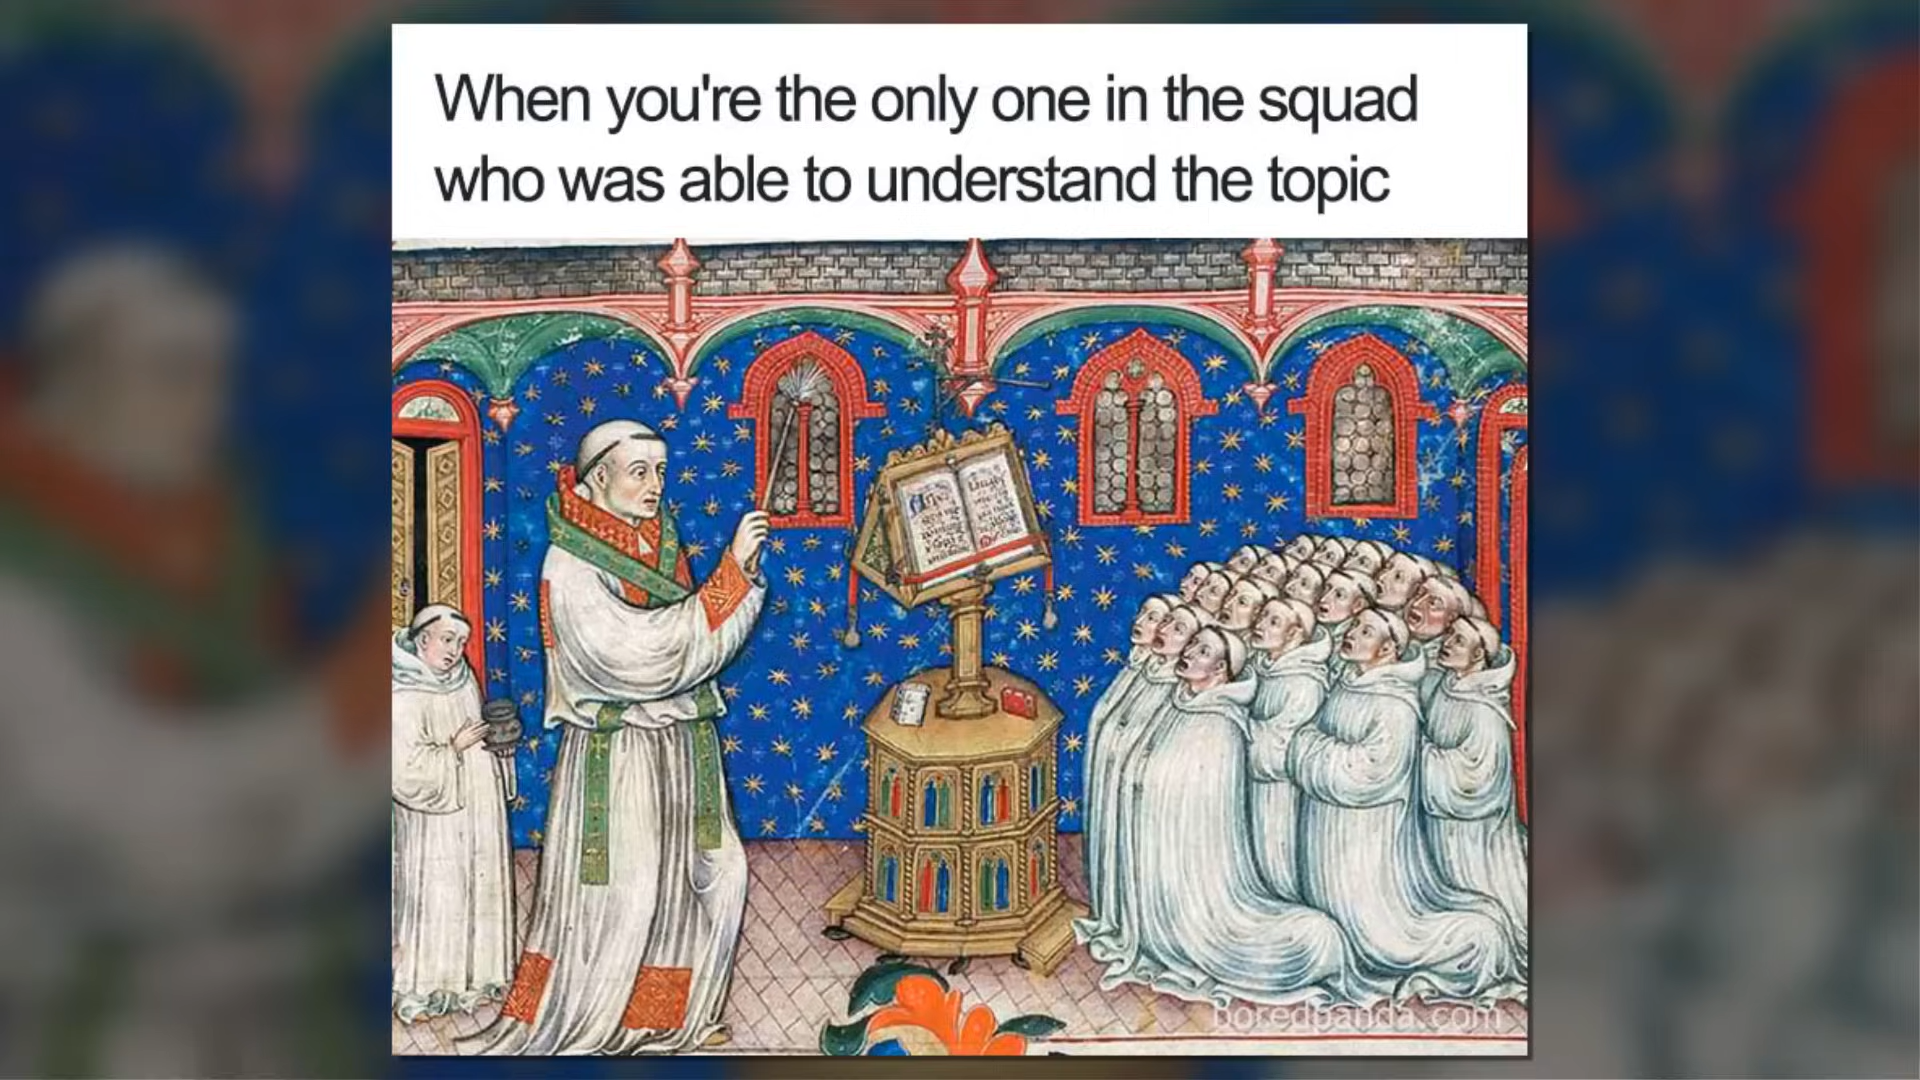 When you're the only one in the squad
who was able to understand the topic
boredpanda.com